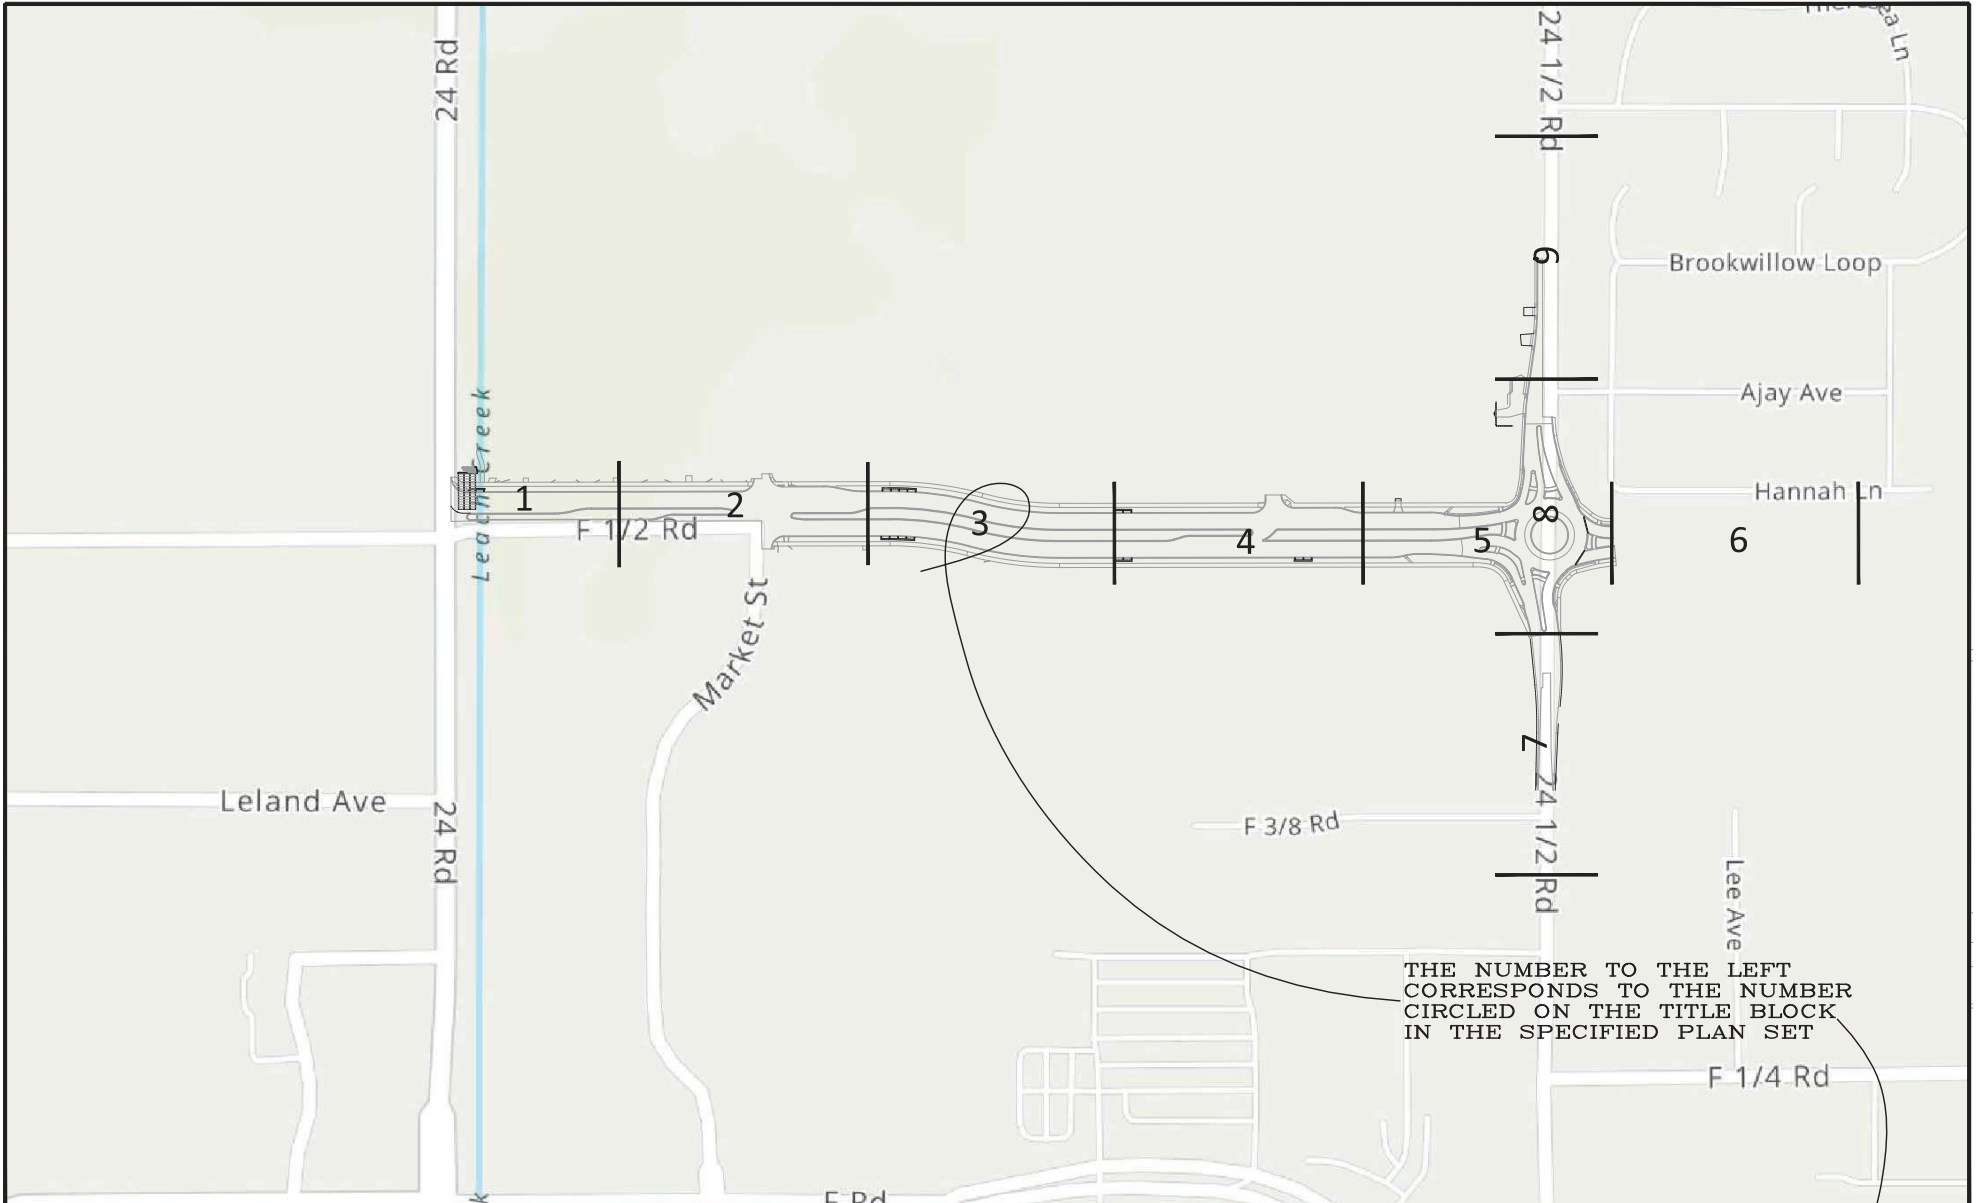 24 Rd
24 1/2 Rd
ea Ln
Brookwillow Loop
9
Ajay Ave
Leach Creek
Hannah Ln
1
2
3
4
5
8
6
F 1/2 Rd
Market St
7
Leland Ave
24 Rd
F 3/8 Rd
24 1/2 Rd
Lee Ave
THE NUMBER TO THE LEFT
CORRESPONDS TO THE NUMBER
CIRCLED ON THE TITLE BLOCK
IN THE SPECIFIED PLAN SET
F 1/4 Rd
F Rd
k